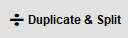 ➗ Duplicate & Split